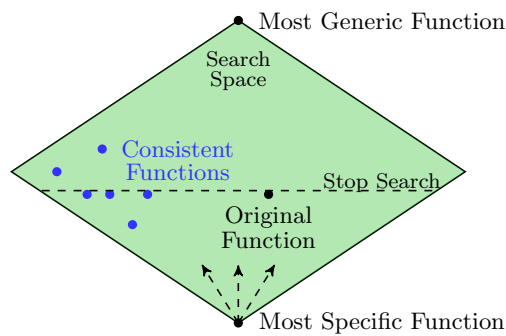 Most Generic Function
Search
Space
Consistent
Functions
Stop Search
Original
Function
Most Specific Function